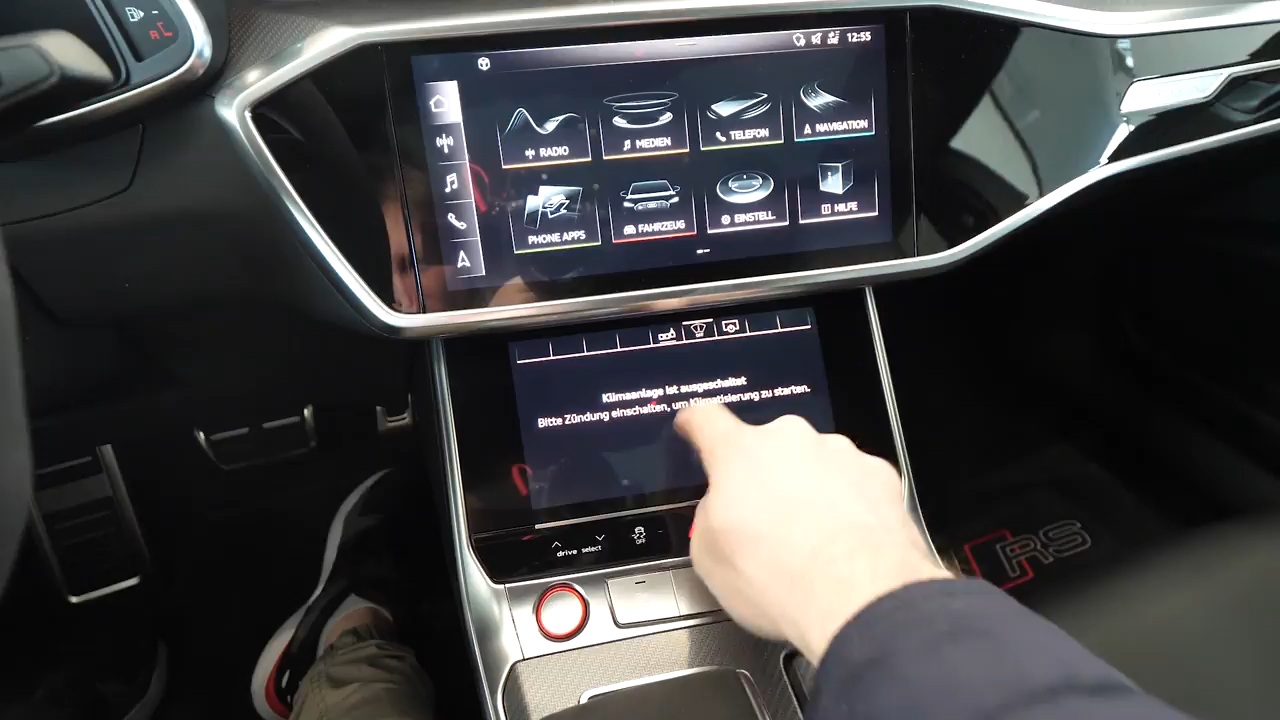 12:55
RADIO
MEDIEN
TELEFON
NAVIGATION
PHONE APPS
FAHRZEUG
EINSTELL
HILFE
Klimaanlage ist ausgeschaltet
Bitte Zündung einschalten, um Klimatisierung zu starten.
drive select
OFF
RS